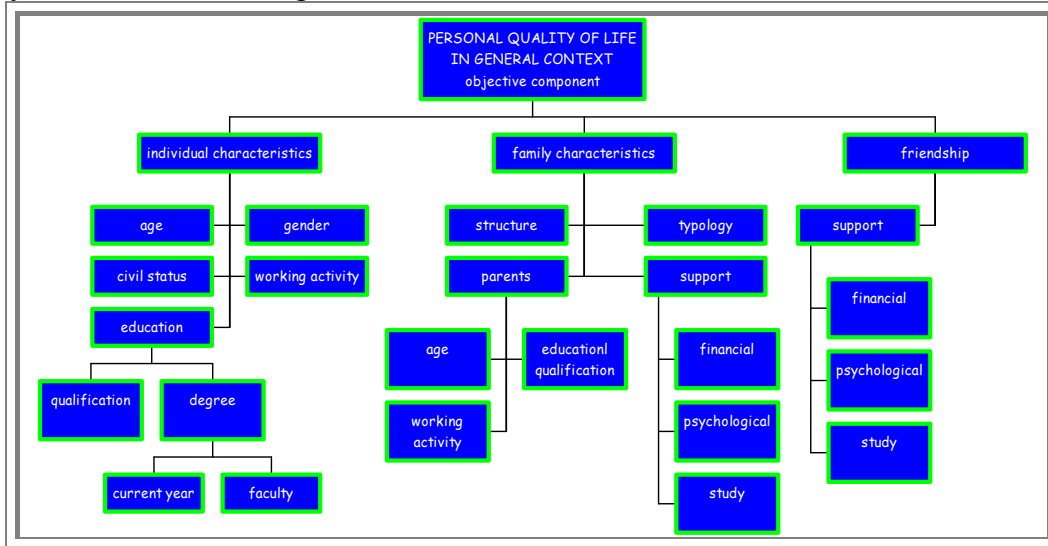 PERSONAL QUALITY OF LIFE
IN GENERAL CONTEXT
objective component
individual characteristics
family characteristics
friendship
age
gender
structure
typology
support
civil status
working activity
parents
support
education
financial
age
educationl
qualification
financial
qualification
degree
psychological
working
activity
psychological
study
current year
faculty
study